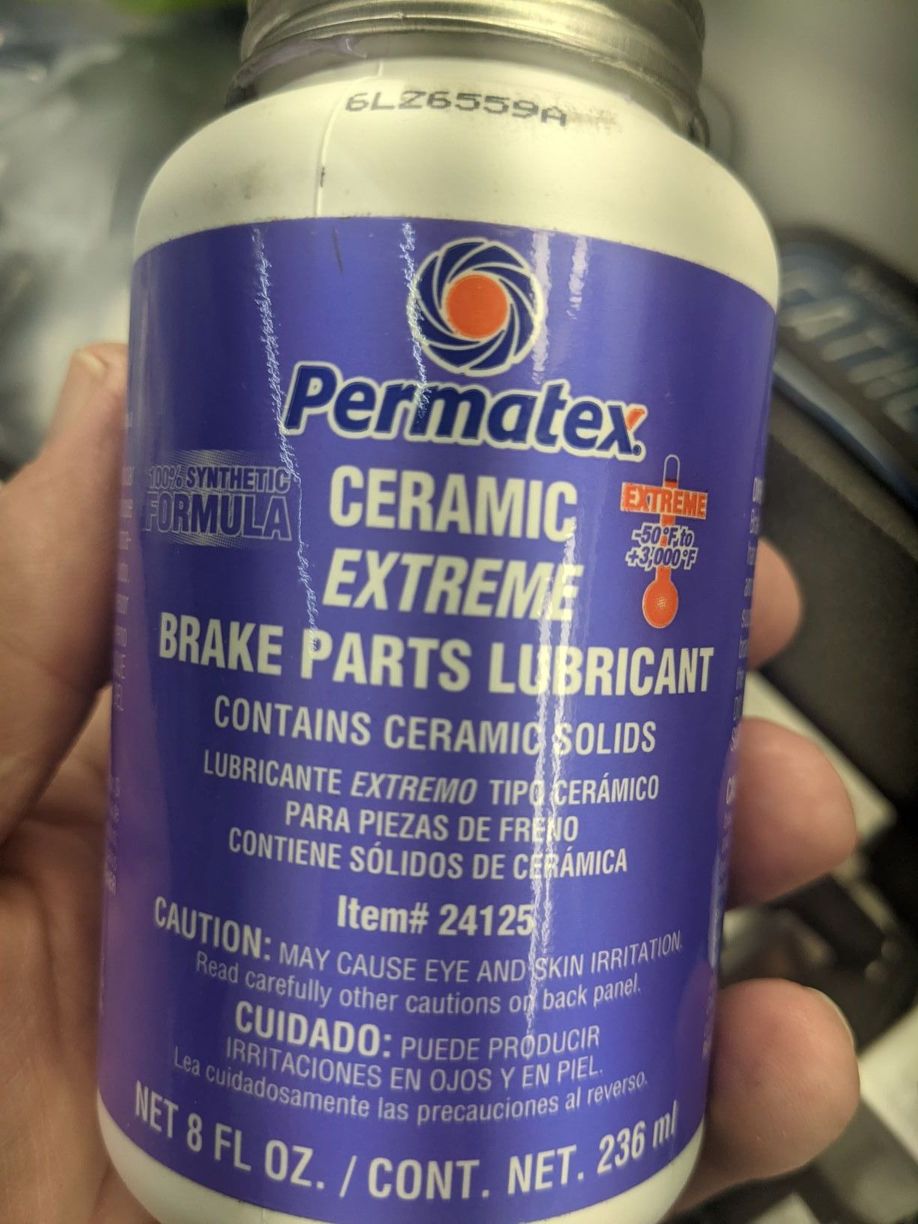 6LZ6559A
Permatex
100% SYNTHETIC
FORMULA
CERAMIC
EXTREME
BRAKE PARTS LUBRICANT
EXTREME
-50°F to
+3,000°F
CONTAINS CERAMIC SOLIDS
LUBRICANTE EXTREMO TIPO CERÁMICO
PARA PIEZAS DE FRENO
CONTIENE SÓLIDOS DE CERÁMICA
Item# 24125
CAUTION: MAY CAUSE EYE AND SKIN IRRITATION.
Read carefully other cautions on back panel.
CUIDADO: PUEDE PRODUCIR
IRRITACIONES EN OJOS Y EN PIEL.
Lea cuidadosamente las precauciones al reverso.
NET 8 FL OZ. / CONT. NET. 236 ml